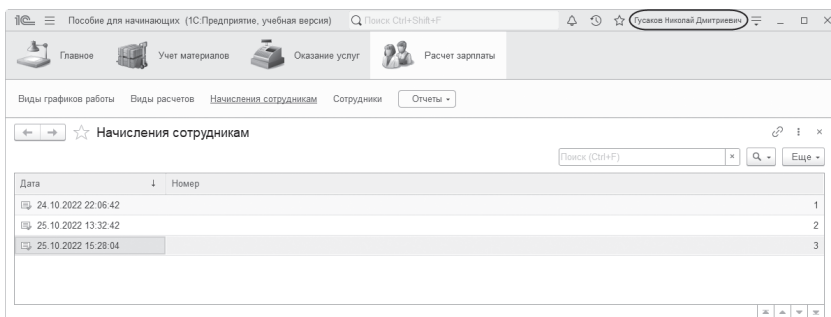 1С Пособие для начинающих (1С:Предприятие, учебная версия) Поиск Ctrl+Shift+F Гусаков Николай Дмитриевич
Главное Учет материалов Оказание услуг Расчет зарплаты
Виды графиков работы Виды расчетов Начисления сотрудникам Сотрудники Отчеты
Начисления сотрудникам
Поиск (Ctrl+F) × Еще
Дата ↓ Номер
24.10.2022 22:06:42 1
25.10.2022 13:32:42 2
25.10.2022 15:28:04 3